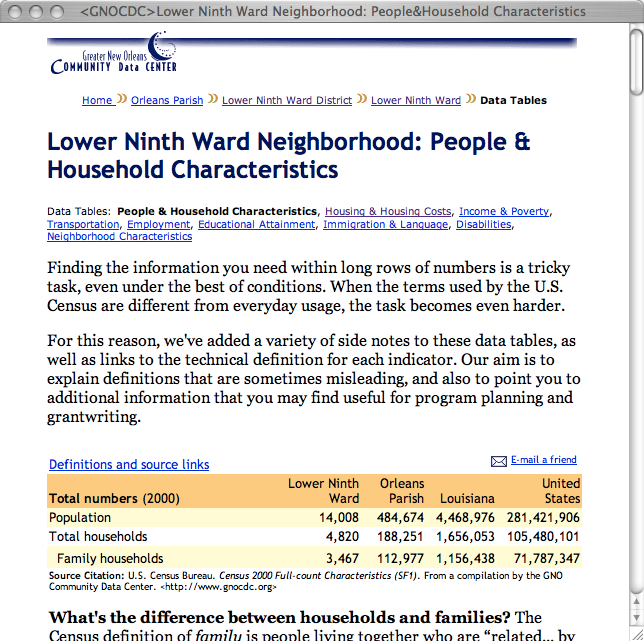 <GNOCDC>Lower Ninth Ward Neighborhood: People&Household Characteristics
Greater New Orleans
COMMUNITY DATA CENTER
Home » Orleans Parish » Lower Ninth Ward District » Lower Ninth Ward » Data Tables
Lower Ninth Ward Neighborhood: People &
Household Characteristics
Data Tables: People & Household Characteristics, Housing & Housing Costs, Income & Poverty,
Transportation, Employment, Educational Attainment, Immigration & Language, Disabilities,
Neighborhood Characteristics
Finding the information you need within long rows of numbers is a tricky
task, even under the best of conditions. When the terms used by the U.S.
Census are different from everyday usage, the task becomes even harder.
For this reason, we've added a variety of side notes to these data tables, as
well as links to the technical definition for each indicator. Our aim is to
explain definitions that are sometimes misleading, and also to point you to
additional information that you may find useful for program planning and
grantwriting.
Definitions and source links E-mail a friend
Lower Ninth Orleans United
Total numbers (2000) Ward Parish Louisiana States
Population 14,008 484,674 4,468,976 281,421,906
Total households 4,820 188,251 1,656,053 105,480,101
Family households 3,467 112,977 1,156,438 71,787,347
Source Citation: U.S. Census Bureau. Census 2000 Full-count Characteristics (SF1). From a compilation by the GNO
Community Data Center. <http://www.gnocdc.org>
What's the difference between households and families? The
Census definition of family is people living together who are “related... by